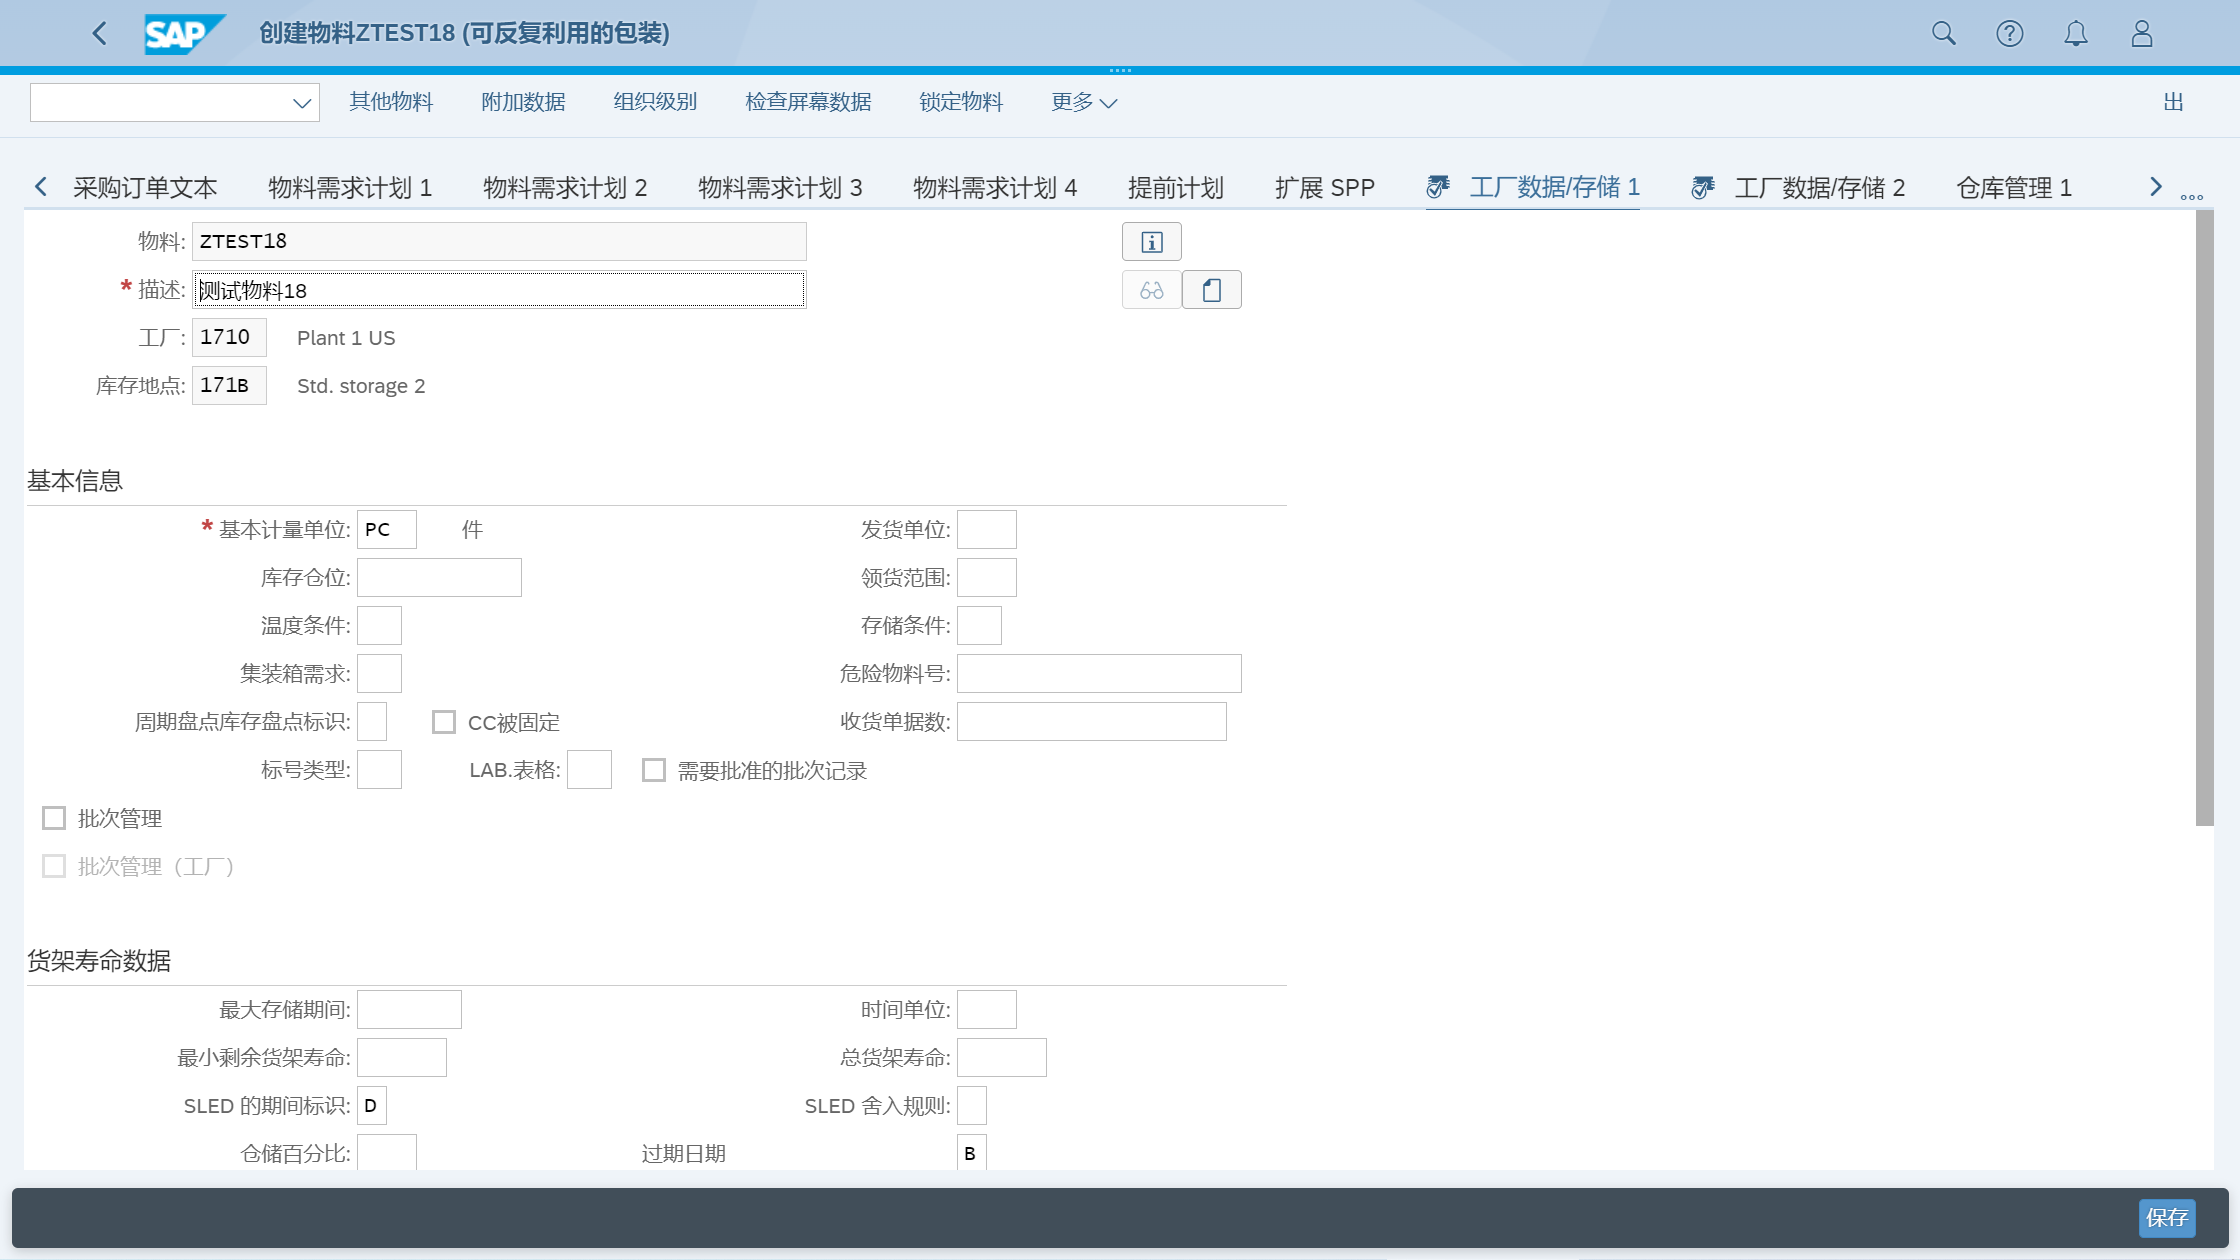 SAP 创建物料ZTEST18 (可反复利用的包装)
其他物料 附加数据 组织级别 检查屏幕数据 锁定物料 更多 出
采购订单文本 物料需求计划 1 物料需求计划 2 物料需求计划 3 物料需求计划 4 提前计划 扩展 SPP 工厂数据/存储 1 工厂数据/存储 2 仓库管理 1
物料: ZTEST18
* 描述: 测试物料18
工厂: 1710 Plant 1 US
库存地点: 171B Std. storage 2
基本信息
* 基本计量单位: PC 件 发货单位:
库存仓位: 领货范围:
温度条件: 存储条件:
集装箱需求: 危险物料号:
周期盘点库存盘点标识: CC被固定 收货单据数:
标号类型: LAB.表格: 需要批准的批次记录
批次管理
批次管理（工厂）
货架寿命数据
最大存储期间: 时间单位:
最小剩余货架寿命: 总货架寿命:
SLED 的期间标识: D SLED 舍入规则:
仓储百分比: 过期日期 B
保存